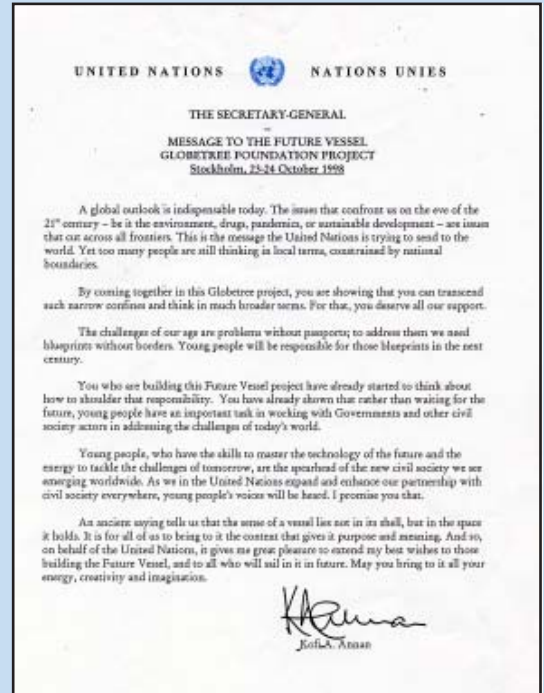 UNITED NATIONS NATIONS UNIES
THE SECRETARY-GENERAL
–
MESSAGE TO THE FUTURE VESSEL
GLOBETREE FOUNDATION PROJECT
Stockholm, 23-24 October 1998
A global outlook is indispensable today. The issues that confront us on the eve of the
21st century – be it the environment, drugs, pandemics, or sustainable development – are issues
that cut across all frontiers. This is the message the United Nations is trying to send to the
world. Yet too many people are still thinking in local terms, constrained by national
boundaries.
By coming together in this Globetree project, you are showing that you can transcend
such narrow confines and think in much broader terms. For that, you deserve all our support.
The challenges of our age are problems without passports; to address them we need
blueprints without borders. Young people will be responsible for those blueprints in the next
century.
You who are building this Future Vessel project have already started to think about
how to shoulder that responsibility. You have already shown that rather than waiting for the
future, young people have an important task in working with Governments and other civil
society actors in addressing the challenges of today's world.
Young people, who have the skills to master the technology of the future and the
energy to tackle the challenges of tomorrow, are the spearhead of the new civil society we see
emerging worldwide. As we in the United Nations expand and enhance our partnership with
civil society everywhere, young people's voices will be heard. I promise you that.
An ancient saying tells us that the sense of a vessel lies not in its shell, but in the space
it holds. It is for all of us to bring to it the content that gives it purpose and meaning. And so,
on behalf of the United Nations, it gives me great pleasure to extend my best wishes to those
building the Future Vessel, and to all who will sail in it in future. May you bring to it all your
energy, creativity and imagination.
Kofi A. Annan